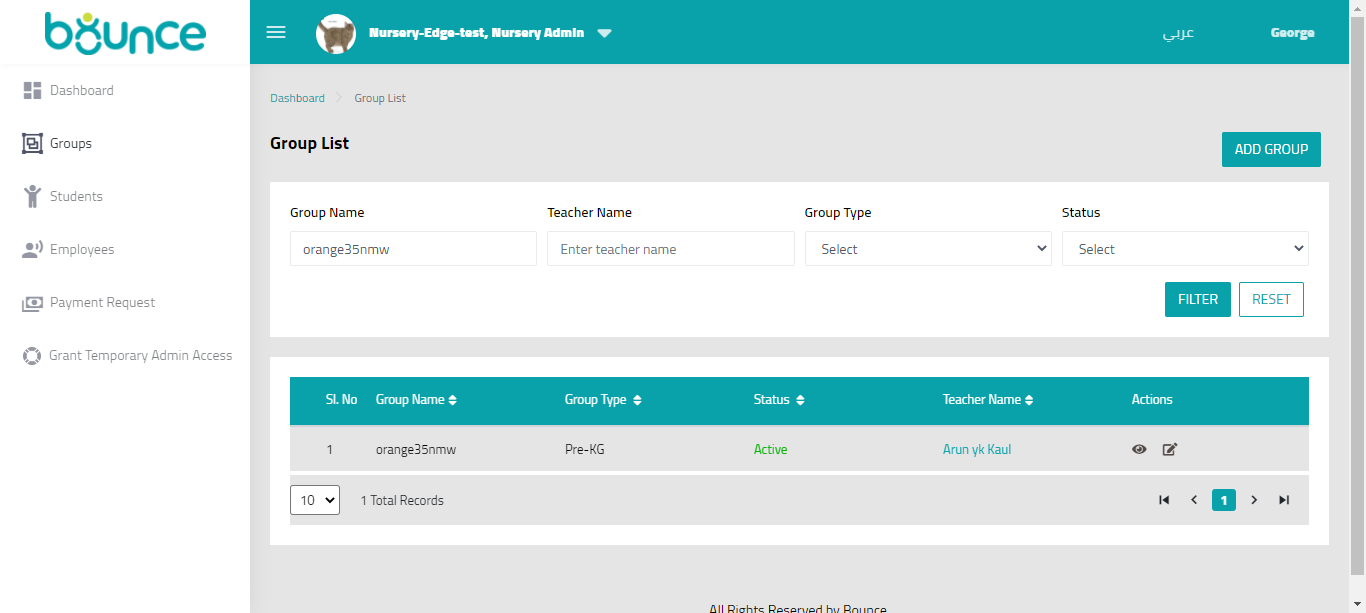 bounce
Nursery-Edge-test, Nursery Admin
عربي
George
Dashboard
Groups
Students
Employees
Payment Request
Grant Temporary Admin Access
Dashboard > Group List
Group List
ADD GROUP
Group Name Teacher Name Group Type Status
orange35nmw Enter teacher name Select Select
FILTER RESET
Sl. No Group Name Group Type Status Teacher Name Actions
1 orange35nmw Pre-KG Active Arun yk Kaul
10 1 Total Records 1
All Rights Reserved by Bounce